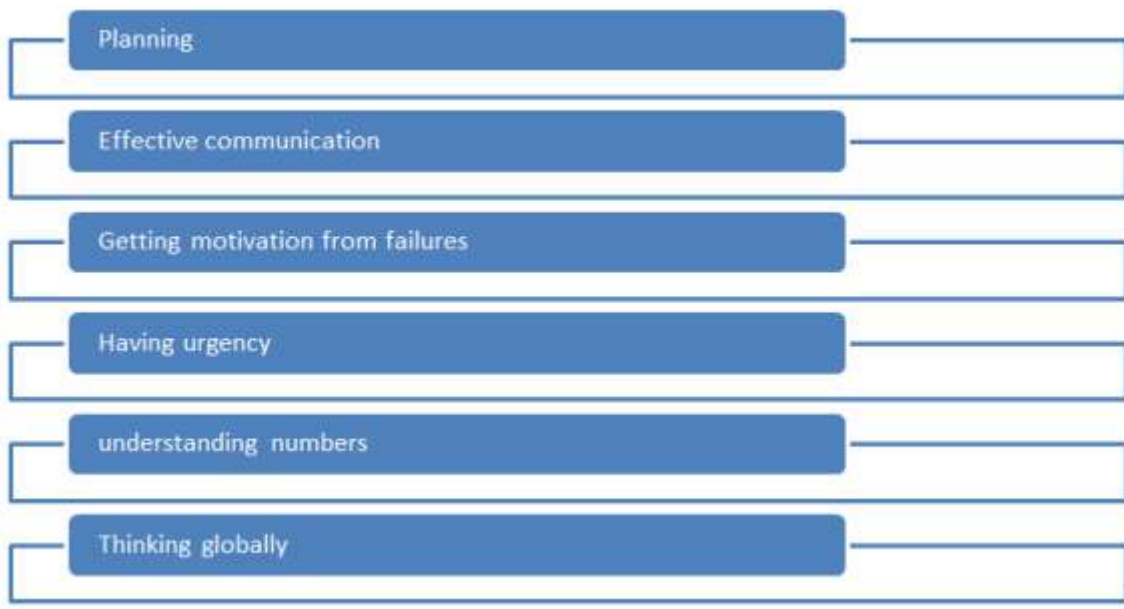 Planning
Effective communication
Getting motivation from failures
Having urgency
understanding numbers
Thinking globally